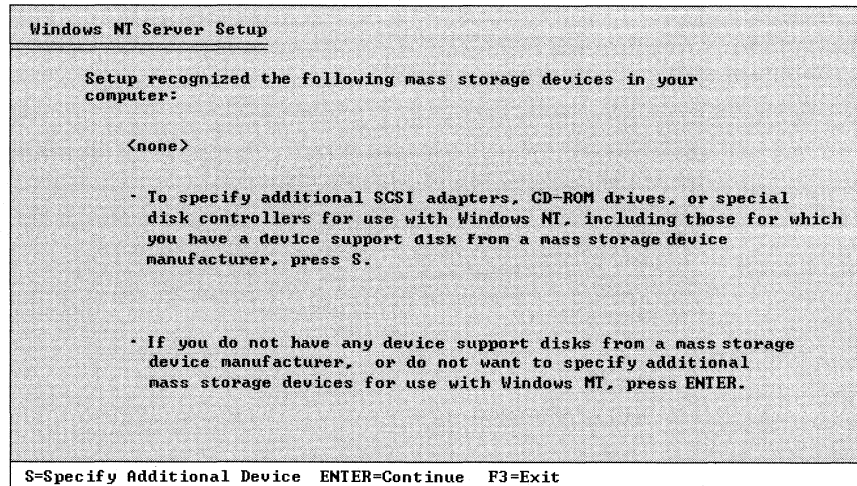 Windows NT Server Setup
Setup recognized the following mass storage devices in your
computer:
<none>
- To specify additional SCSI adapters, CD-ROM drives, or special
disk controllers for use with Windows NT, including those for which
you have a device support disk from a mass storage device
manufacturer, press S.
- If you do not have any device support disks from a mass storage
device manufacturer, or do not want to specify additional
mass storage devices for use with Windows MT, press ENTER.
S=Specify Additional Device ENTER=Continue F3=Exit